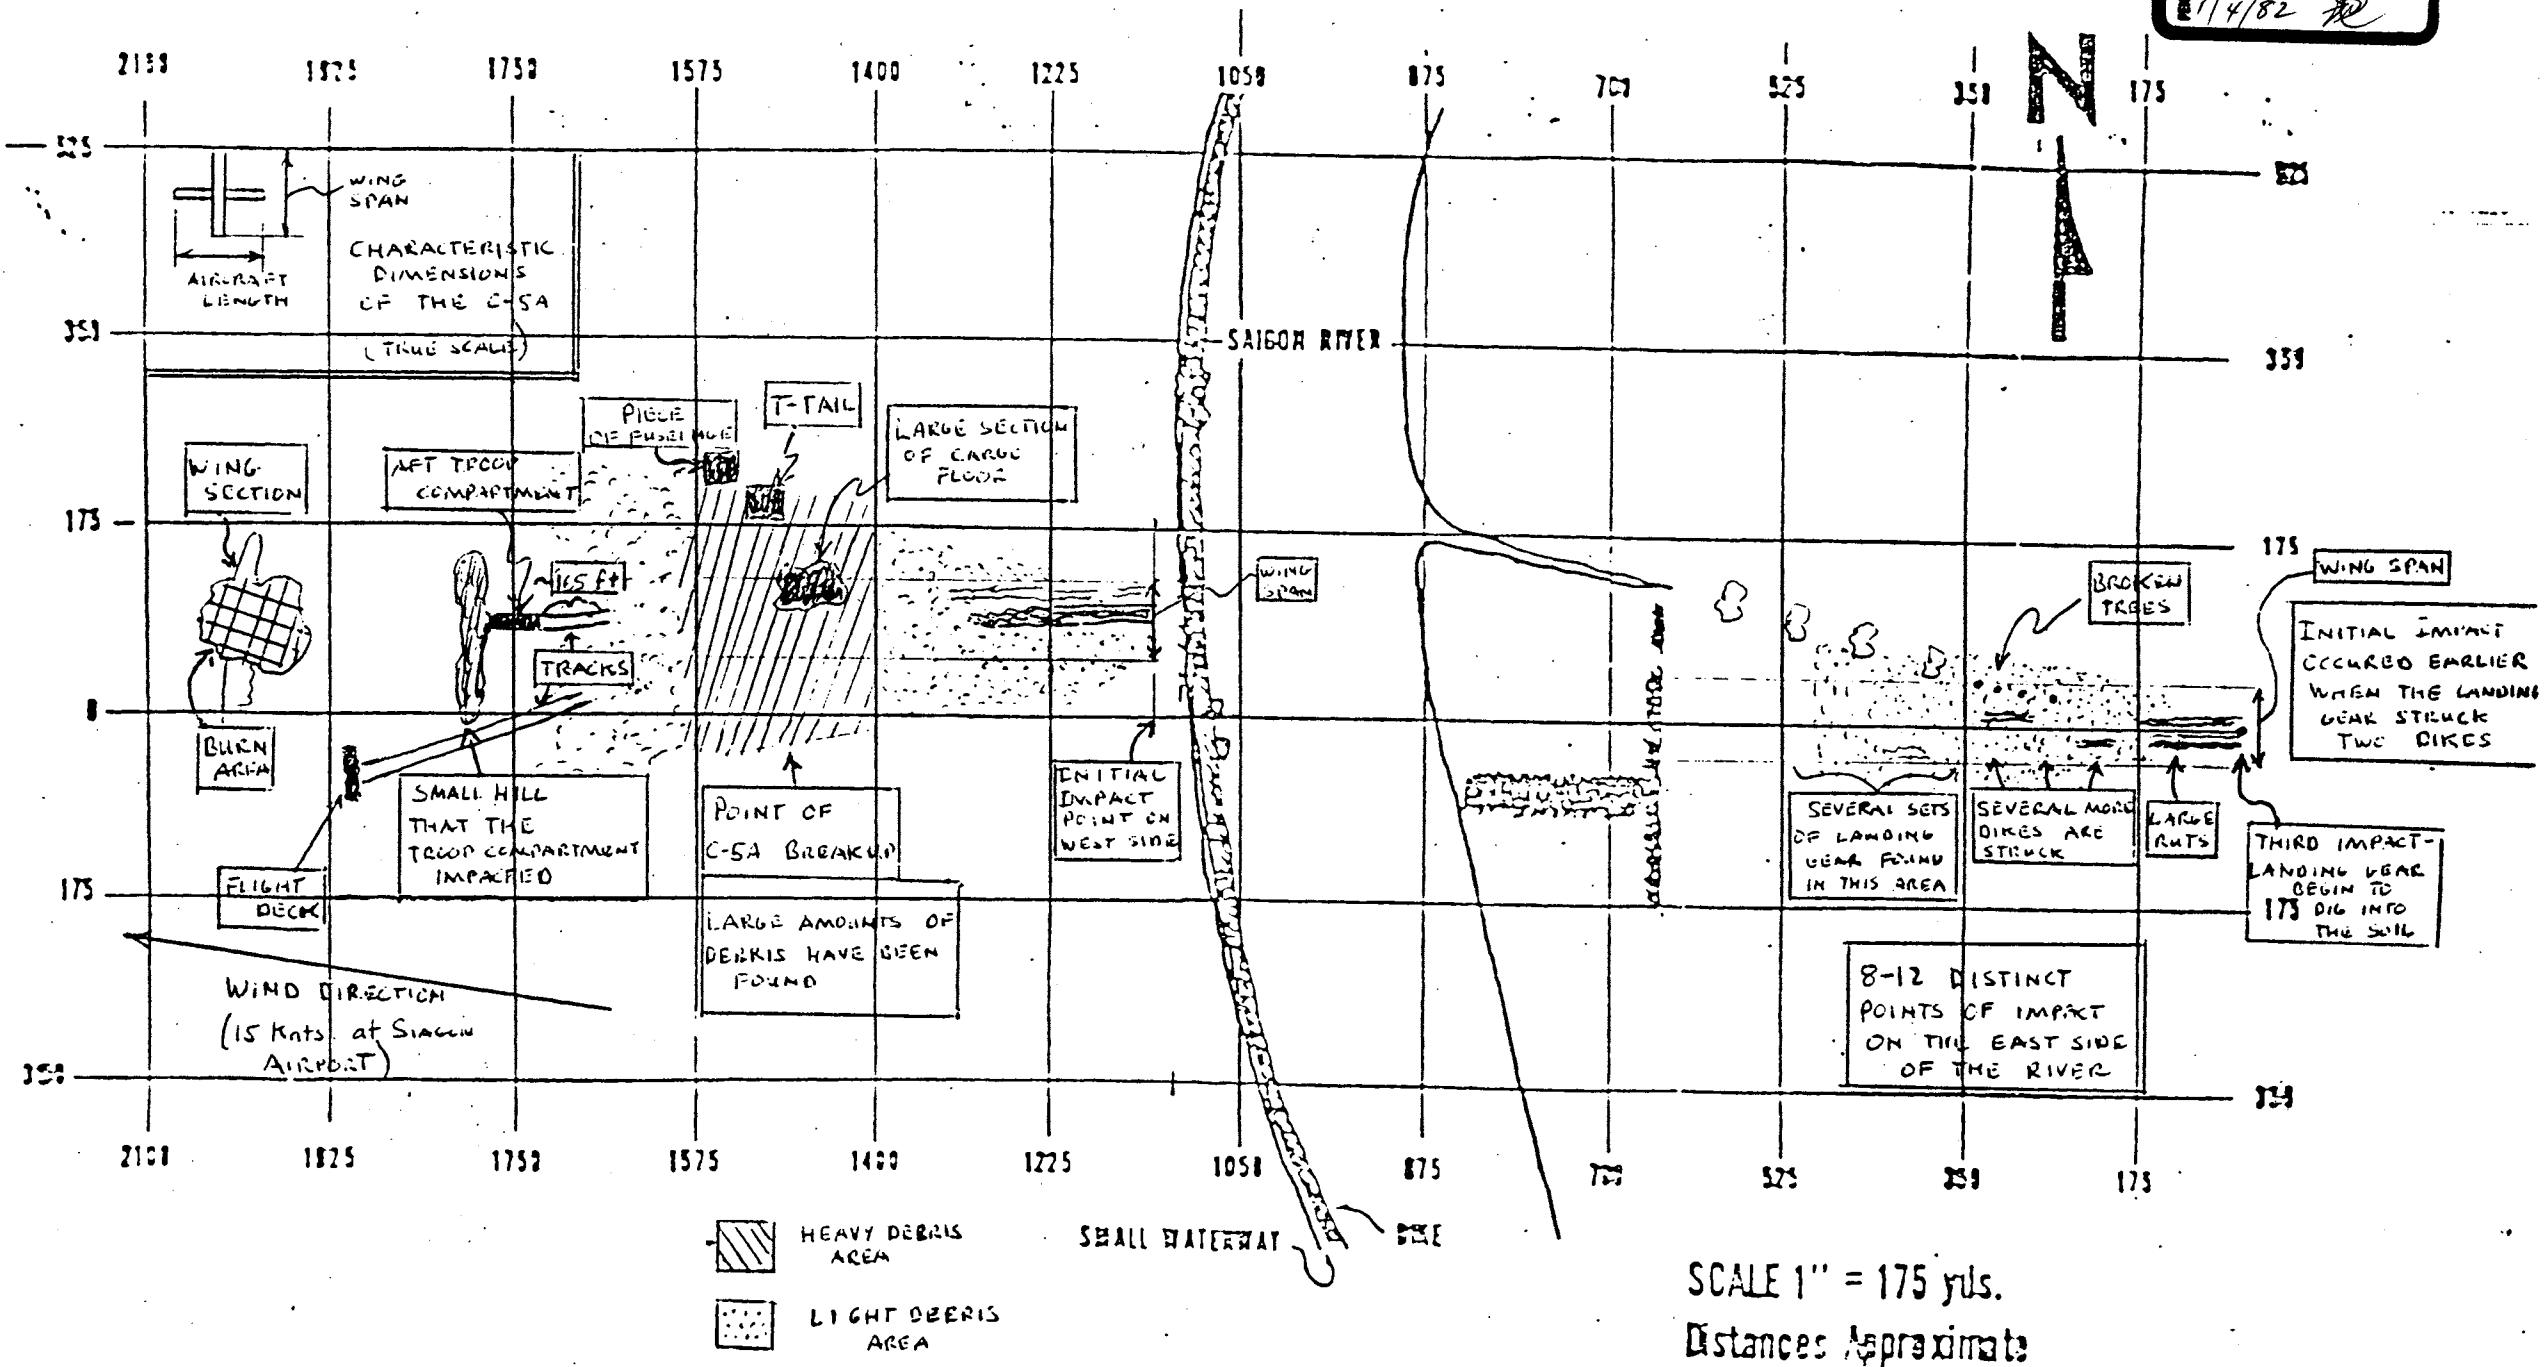 1/4/82
2100 1925 1750 1575 1400 1225 1050 875 700 525 350 175
N
525 525
WING
SPAN
AIRCRAFT
LENGTH
CHARACTERISTIC
DIMENSIONS
OF THE C-5A
(TRUE SCALE)
350 350
SAIGON RIVER
WING
SECTION
AFT TROOP
COMPARTMENT
PIECE
OF FUSELAGE
T-TAIL
LARGE SECTION
OF CARGO
FLOOR
175 175
~165 ft
TRACKS
WING
SPAN
BROKEN
TREES
WING SPAN
INITIAL IMPACT
OCCURED EARLIER
WHEN THE LANDING
GEAR STRUCK
TWO DIKES
0
BURN
AREA
FLIGHT
DECK
SMALL HILL
THAT THE
TROOP COMPARTMENT
IMPACTED
POINT OF
C-5A BREAKUP
LARGE AMOUNTS OF
DEBRIS HAVE BEEN
FOUND
INITIAL
IMPACT
POINT ON
WEST SIDE
SEVERAL SETS
OF LANDING
GEAR FOUND
IN THIS AREA
SEVERAL MORE
DIKES ARE
STRUCK
LARGE
RUTS
THIRD IMPACT-
LANDING GEAR
BEGIN TO
DIG INTO
THE SOIL
175 175
WIND DIRECTION
(15 Knts. at SIAGON
AIRPORT)
8-12 DISTINCT
POINTS OF IMPACT
ON THE EAST SIDE
OF THE RIVER
350 350
2100 1925 1750 1575 1400 1225 1050 875 700 525 350 175
HEAVY DEBRIS
AREA
LIGHT DEBRIS
AREA
SMALL WATERWAY
DIKE
SCALE 1" = 175 yds.
Distances Approximate